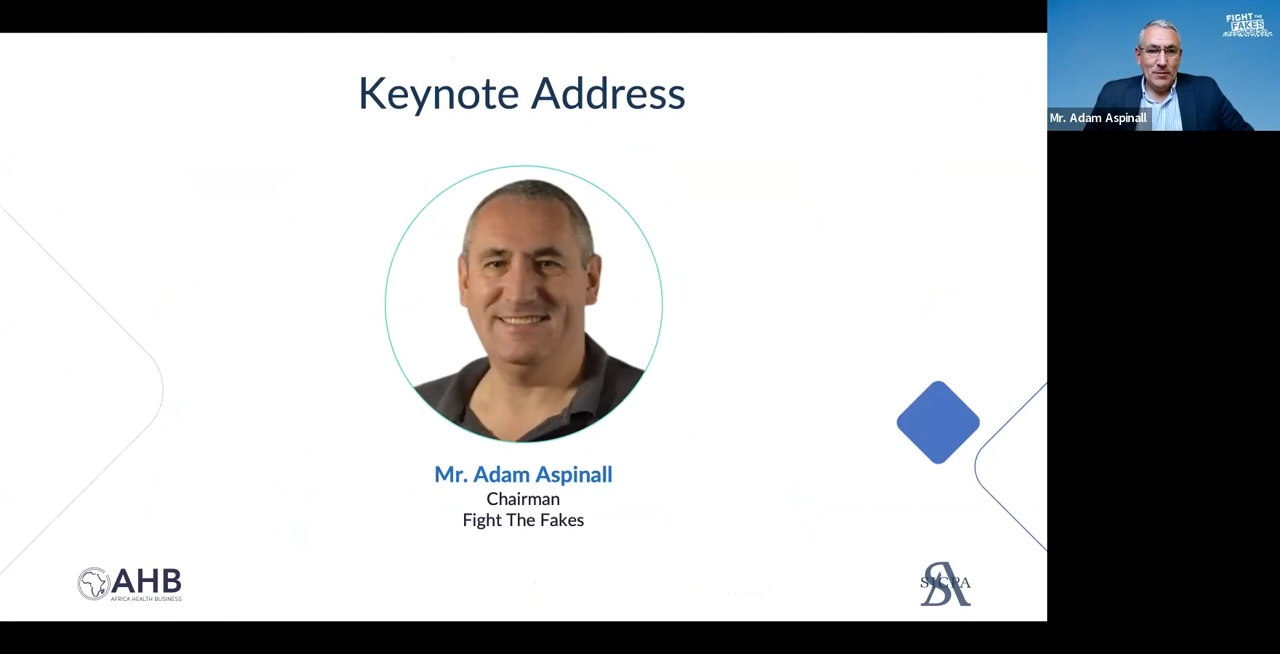 Keynote Address
Mr. Adam Aspinall
Chairman
Fight The Fakes
AHB
AFRICA HEALTH BUSINESS
SICPA
FIGHT THE
FAKES
Mr. Adam Aspinall